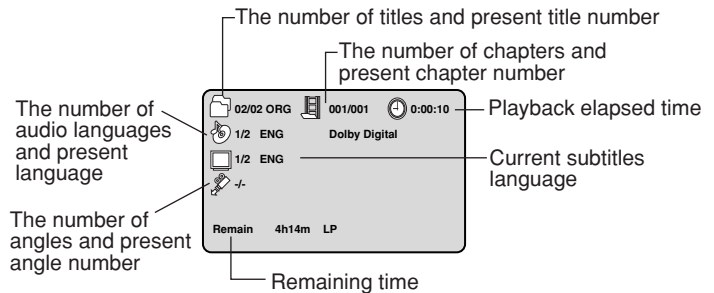 The number of titles and present title number
The number of chapters and
present chapter number
02/02 ORG 001/001 0:00:10
Playback elapsed time
The number of
audio languages
and present
language
1/2 ENG Dolby Digital
1/2 ENG
Current subtitles
language
-/-
The number of
angles and present
angle number
Remain 4h14m LP
Remaining time